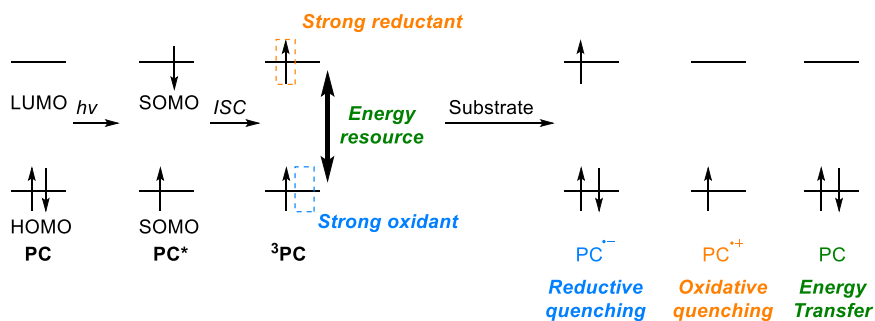 Strong reductant
LUMO
hν
SOMO
ISC
Energy
resource
Substrate
HOMO
SOMO
Strong oxidant
PC
PC*
³PC
PC•−
PC•+
PC
Reductive
quenching
Oxidative
quenching
Energy
Transfer